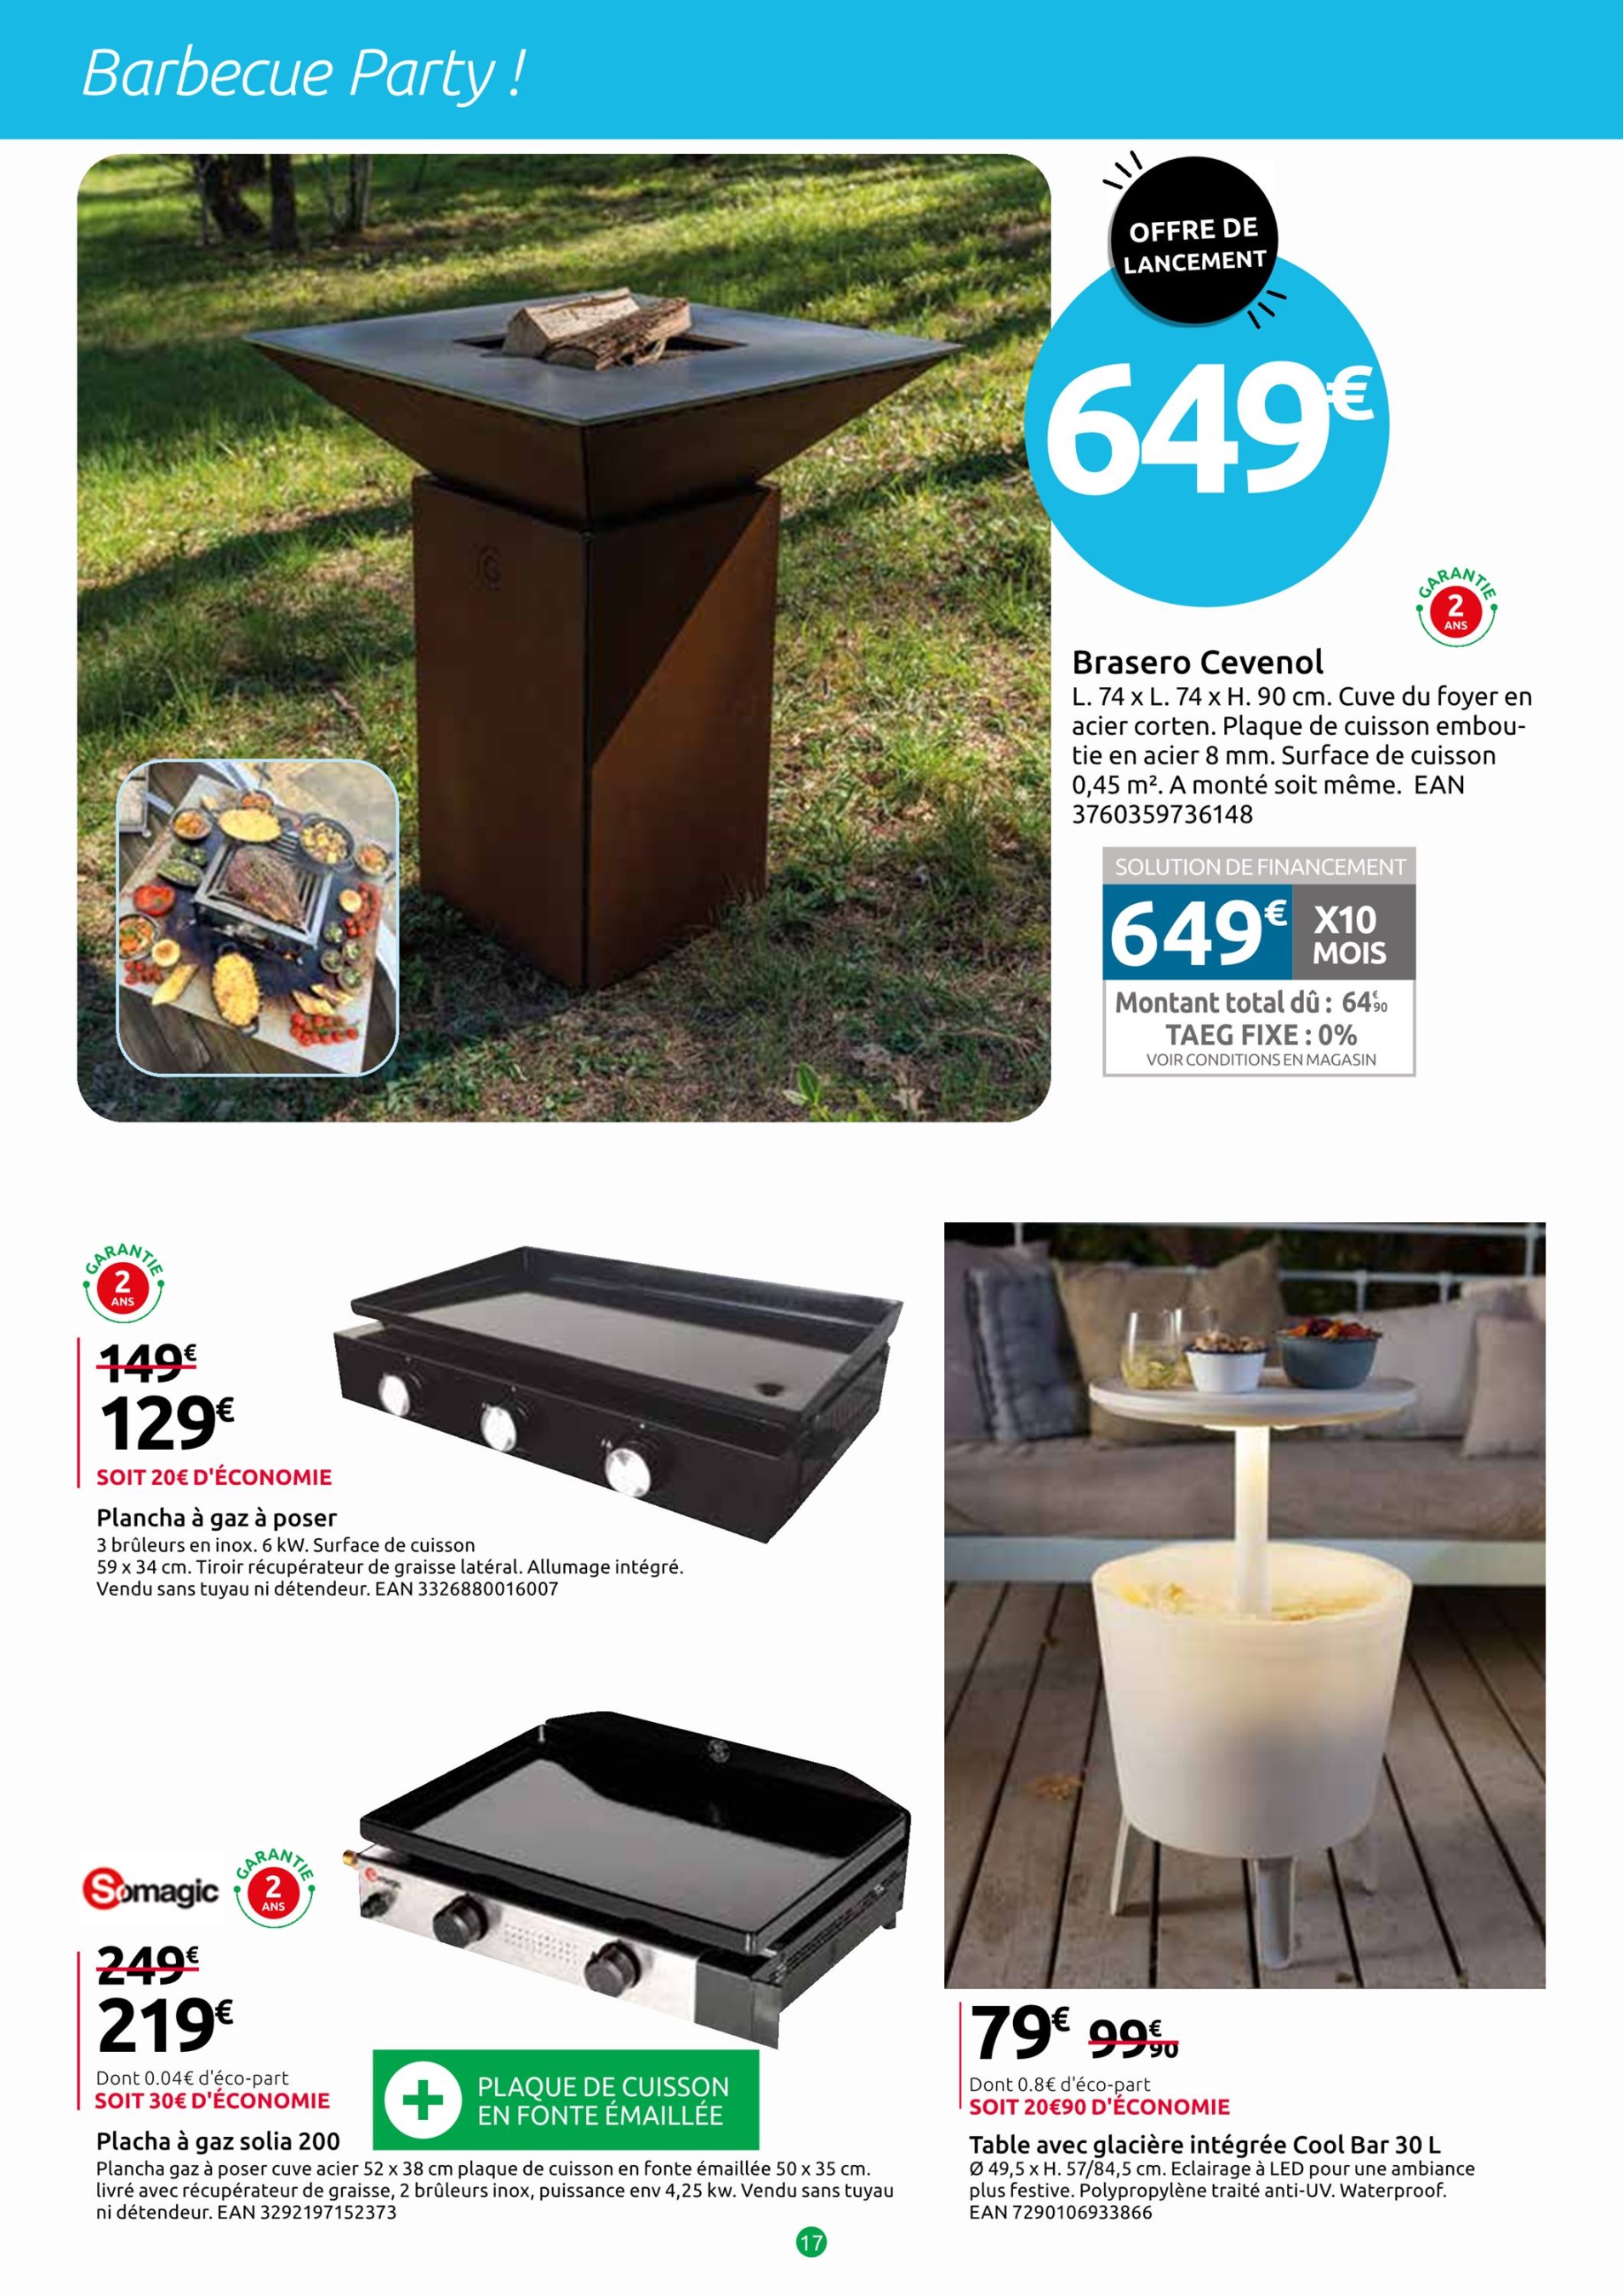 Barbecue Party !
OFFRE DE
LANCEMENT
649€
GARANTIE
2
ANS
Brasero Cevenol
L. 74 x L. 74 x H. 90 cm. Cuve du foyer en
acier corten. Plaque de cuisson embou-
tie en acier 8 mm. Surface de cuisson
0,45 m². A monté soit même. EAN
3760359736148
SOLUTION DE FINANCEMENT
649€ X10
MOIS
Montant total dû : 64€90
TAEG FIXE : 0%
VOIR CONDITIONS EN MAGASIN
GARANTIE
2
ANS
149€
129€
SOIT 20€ D'ÉCONOMIE
Plancha à gaz à poser
3 brûleurs en inox. 6 kW. Surface de cuisson
59 x 34 cm. Tiroir récupérateur de graisse latéral. Allumage intégré.
Vendu sans tuyau ni détendeur. EAN 3326880016007
Somagic
GARANTIE
2
ANS
249€
219€
Dont 0.04€ d'éco-part
SOIT 30€ D'ÉCONOMIE
PLAQUE DE CUISSON
EN FONTE ÉMAILLÉE
Placha à gaz solia 200
Plancha gaz à poser cuve acier 52 x 38 cm plaque de cuisson en fonte émaillée 50 x 35 cm.
livré avec récupérateur de graisse, 2 brûleurs inox, puissance env 4,25 kw. Vendu sans tuyau
ni détendeur. EAN 3292197152373
79€ 99€90
Dont 0.8€ d'éco-part
SOIT 20€90 D'ÉCONOMIE
Table avec glacière intégrée Cool Bar 30 L
Ø 49,5 x H. 57/84,5 cm. Eclairage à LED pour une ambiance
plus festive. Polypropylène traité anti-UV. Waterproof.
EAN 7290106933866
17